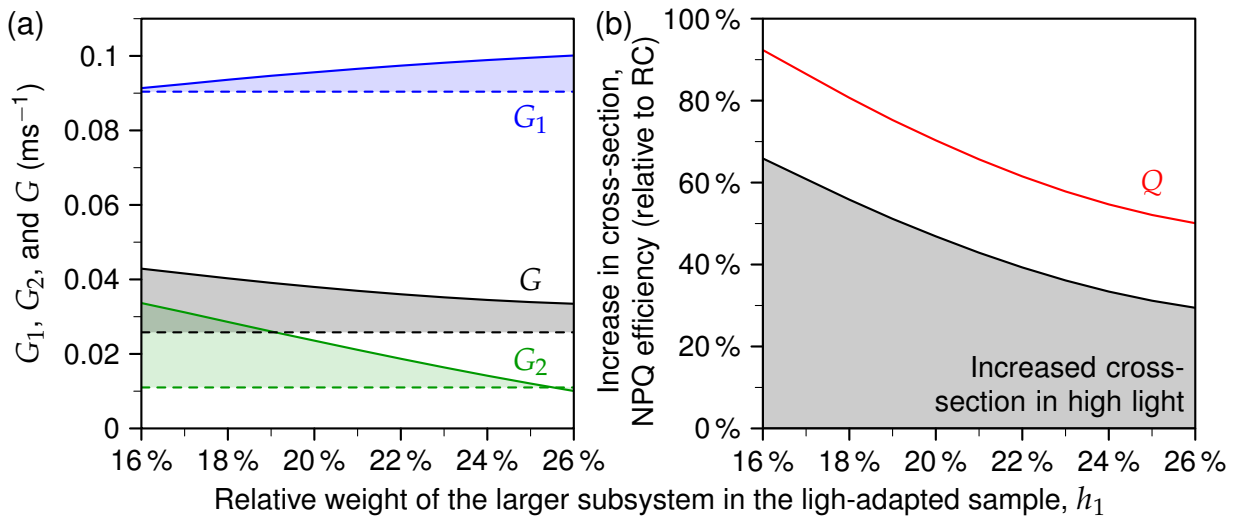 (a)
G₁, G₂, and G (ms⁻¹)
0.1
0.08
0.06
0.04
0.02
0
G₁
G
G₂
16 % 18 % 20 % 22 % 24 % 26 %
(b)
Increase in cross-section,
NPQ efficiency (relative to RC)
100 %
80 %
60 %
40 %
20 %
0 %
Q
Increased cross-
section in high light
16 % 18 % 20 % 22 % 24 % 26 %
Relative weight of the larger subsystem in the ligh-adapted sample, h₁